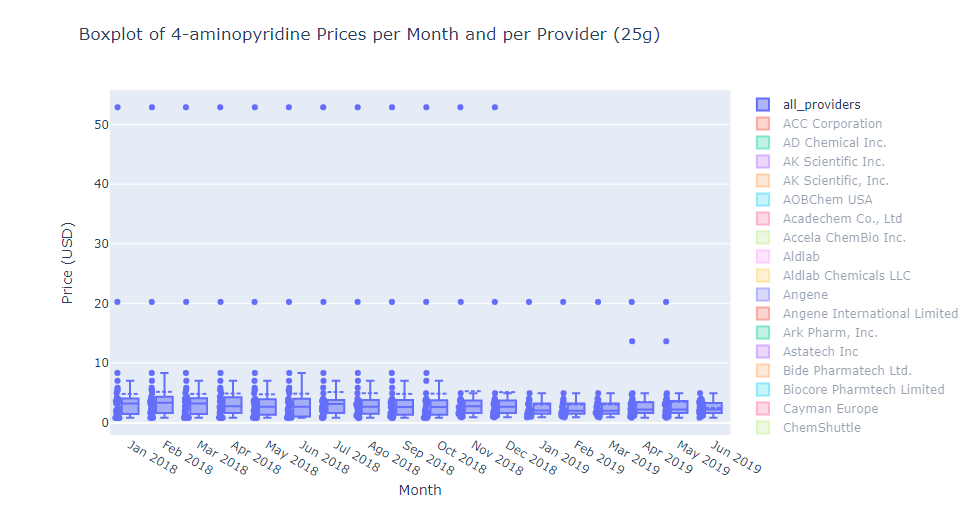 Boxplot of 4-aminopyridine Prices per Month and per Provider (25g)
50
40
30
20
10
0
Price (USD)
Jan 2018
Feb 2018
Mar 2018
Apr 2018
May 2018
Jun 2018
Jul 2018
Ago 2018
Sep 2018
Oct 2018
Nov 2018
Dec 2018
Jan 2019
Feb 2019
Mar 2019
Apr 2019
May 2019
Jun 2019
Month
all_providers
ACC Corporation
AD Chemical Inc.
AK Scientific Inc.
AK Scientific, Inc.
AOBChem USA
Acadechem Co., Ltd
Accela ChemBio Inc.
Aldlab
Aldlab Chemicals LLC
Angene
Angene International Limited
Ark Pharm, Inc.
Astatech Inc
Bide Pharmatech Ltd.
Biocore Pharmtech Limited
Cayman Europe
ChemShuttle